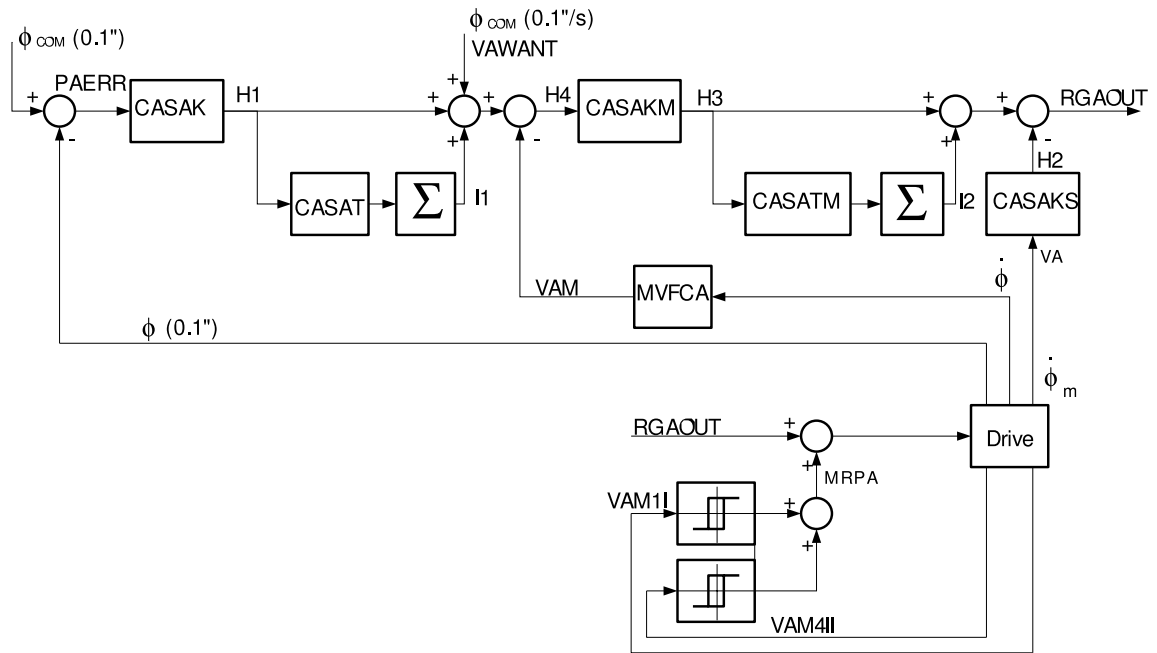 ϕ COM (0.1")
ϕ COM (0.1"/s)
VAWANT
PAERR
CASAK
H1
H4
CASAKM
H3
RGAOUT
+
-
+
+
+
+
-
+
+
+
-
CASAT
Σ
I1
CASATM
Σ
I2
H2
CASAKS
VA
VAM
MVFCA
ϕ̇
ϕ (0.1")
ϕ̇ m
RGAOUT
+
+
Drive
MRPA
VAM1I
+
+
VAM4II